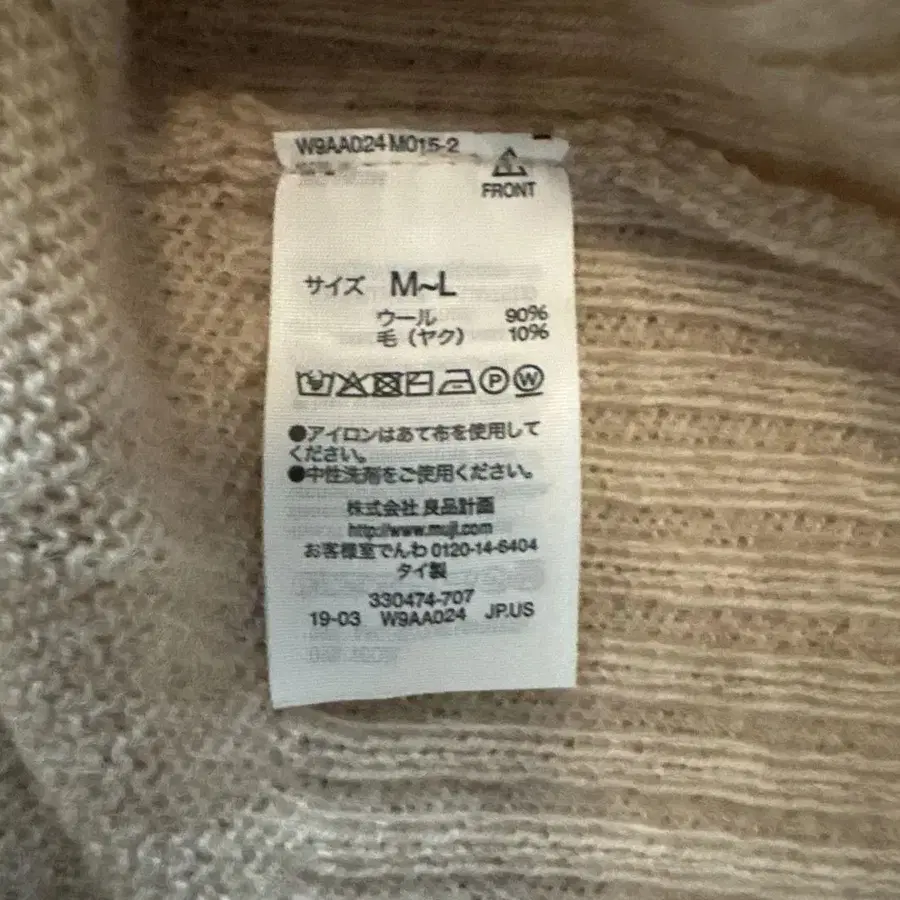 W9AA024 M015-2
FRONT
サイズ M~L
ウール 90%
毛（ヤク） 10%
P W
●アイロンはあて布を使用して
ください。
●中性洗剤をご使用ください。
株式会社 良品計画
http://www.muji.com
お客様室でんわ 0120-14-6404
タイ製
330474-707
19-03 W9AA024 JP.US